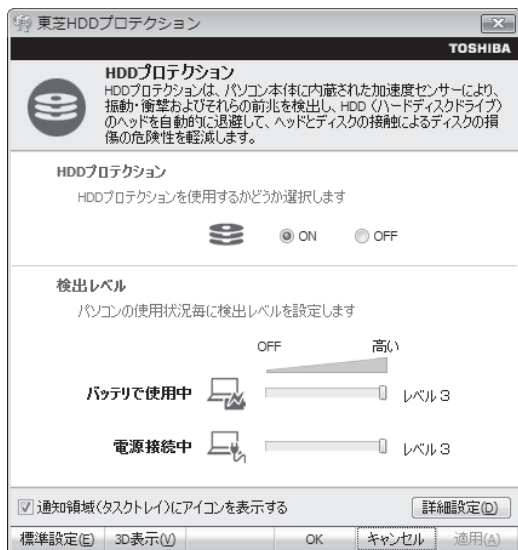 東芝HDDプロテクション
TOSHIBA
HDDプロテクション
HDDプロテクションは、パソコン本体に内蔵された加速度センサーにより、
振動・衝撃およびそれらの前兆を検出し、HDD（ハードディスクドライブ）
のヘッドを自動的に退避して、ヘッドとディスクの接触によるディスクの損
傷の危険性を軽減します。
HDDプロテクション
HDDプロテクションを使用するかどうか選択します
ON OFF
検出レベル
パソコンの使用状況毎に検出レベルを設定します
OFF 高い
バッテリで使用中 レベル 3
電源接続中 レベル 3
通知領域(タスクトレイ)にアイコンを表示する 詳細設定(D)
標準設定(E) 3D表示(V) OK キャンセル 適用(A)